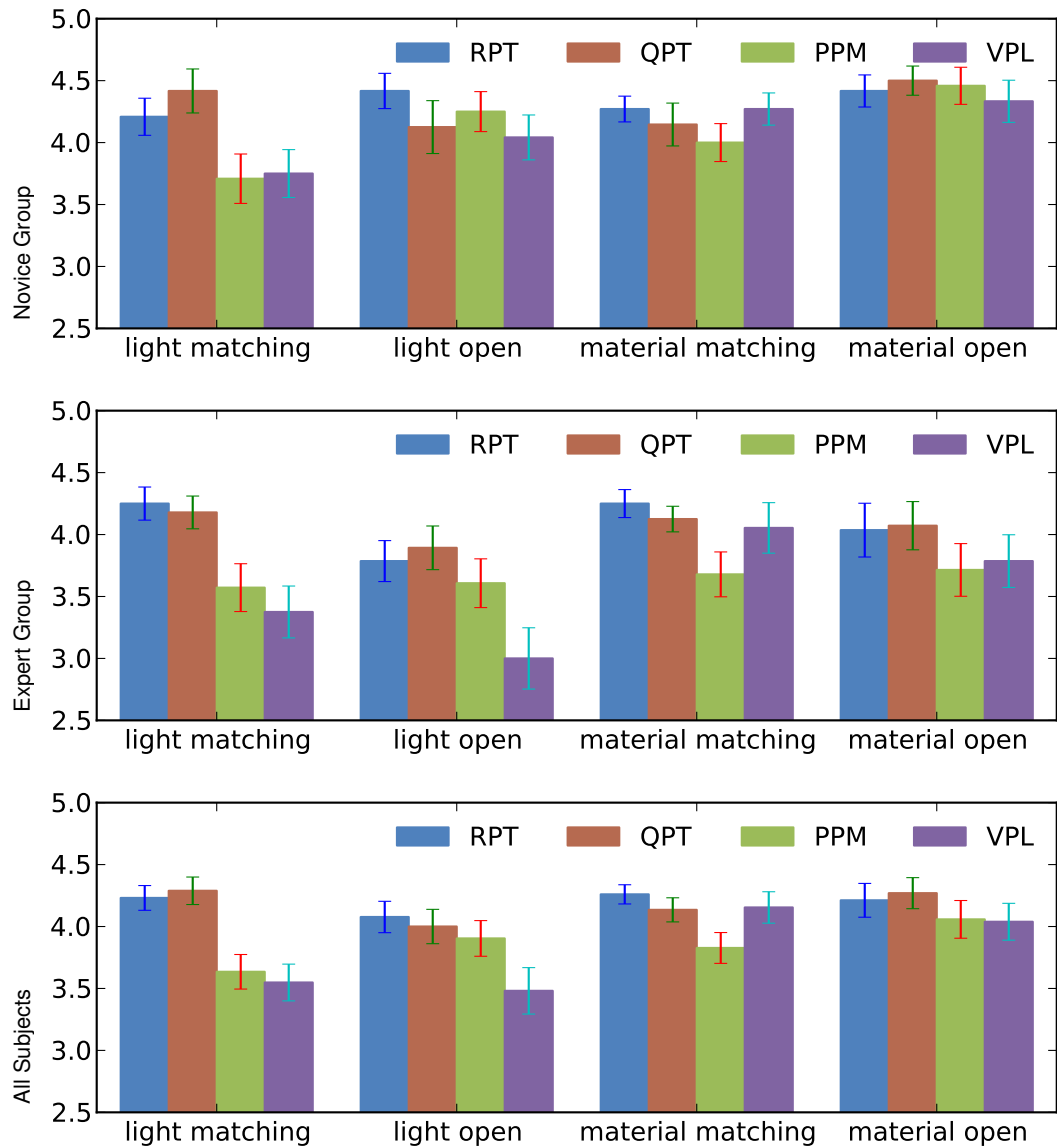 5.0
RPT QPT PPM VPL
4.5
4.0
3.5
3.0
2.5
Novice Group
light matching light open material matching material open
5.0
RPT QPT PPM VPL
4.5
4.0
3.5
3.0
2.5
Expert Group
light matching light open material matching material open
5.0
RPT QPT PPM VPL
4.5
4.0
3.5
3.0
2.5
All Subjects
light matching light open material matching material open